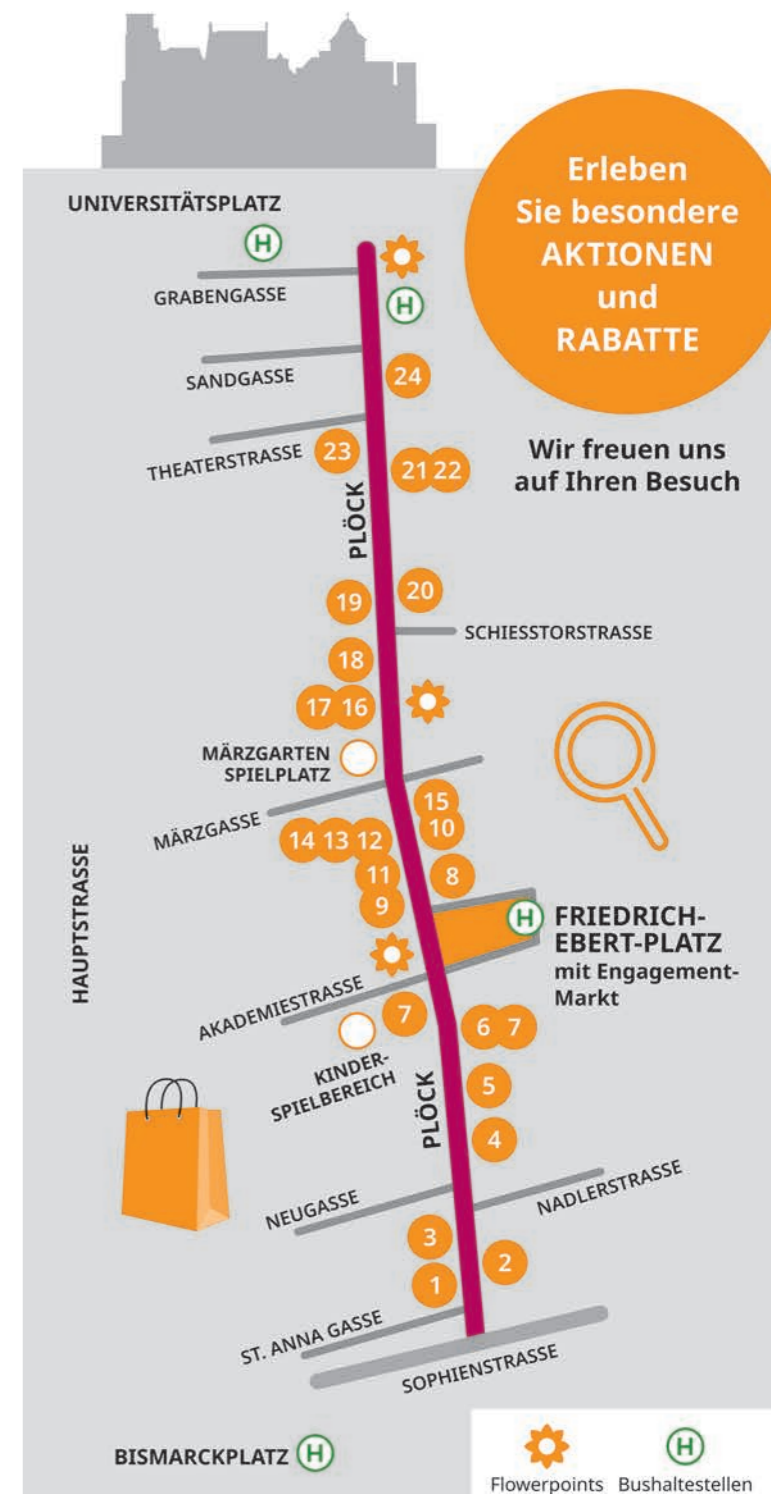 Erleben
Sie besondere
AKTIONEN
und
RABATTE
UNIVERSITÄTSPLATZ
H
GRABENGASSE
H
SANDGASSE
24
THEATERSTRASSE
23
21 22
Wir freuen uns
auf Ihren Besuch
PLÖCK
19
20
SCHIESSTORSTRASSE
18
17 16
MÄRZGARTEN
SPIELPLATZ
MÄRZGASSE
15
10
14 13 12
11
8
9
HAUPTSTRASSE
H
FRIEDRICH-
EBERT-PLATZ
mit Engagement-
Markt
AKADEMIESTRASSE
7
6 7
KINDER-
SPIELBEREICH
PLÖCK
5
4
NEUGASSE
NADLERSTRASSE
3
2
1
ST. ANNA GASSE
SOPHIENSTRASSE
BISMARCKPLATZ H
H
Flowerpoints Bushaltestellen